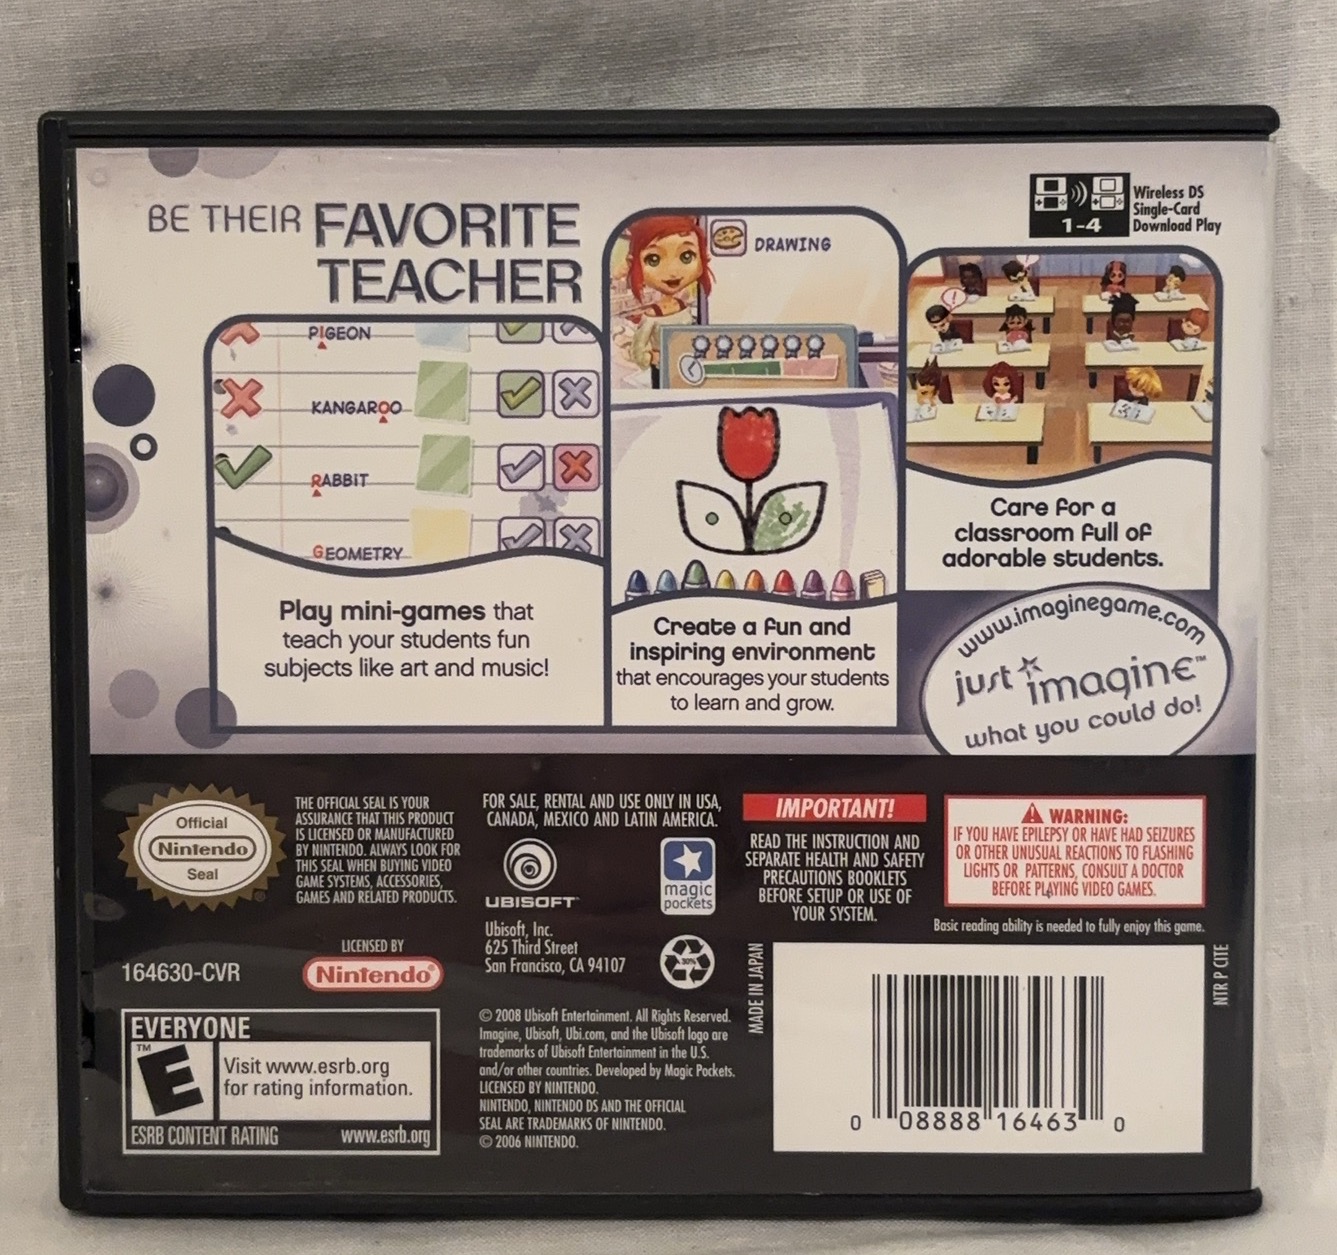 BE THEIR FAVORITE
TEACHER
1-4
Wireless DS
Single-Card
Download Play
PIGEON
KANGAROO
RABBIT
GEOMETRY
Play mini-games that
teach your students fun
subjects like art and music!
DRAWING
Create a fun and
inspiring environment
that encourages your students
to learn and grow.
Care for a
classroom full of
adorable students.
www.imaginegame.com
just imagine™
what you could do!
Official
Nintendo
Seal
THE OFFICIAL SEAL IS YOUR
ASSURANCE THAT THIS PRODUCT
IS LICENSED OR MANUFACTURED
BY NINTENDO. ALWAYS LOOK FOR
THIS SEAL WHEN BUYING VIDEO
GAME SYSTEMS, ACCESSORIES,
GAMES AND RELATED PRODUCTS.
164630-CVR
LICENSED BY
Nintendo®
EVERYONE
E™
Visit www.esrb.org
for rating information.
ESRB CONTENT RATING www.esrb.org
FOR SALE, RENTAL AND USE ONLY IN USA,
CANADA, MEXICO AND LATIN AMERICA.
UBISOFT™
magic
pockets
Ubisoft, Inc.
625 Third Street
San Francisco, CA 94107
30%
© 2008 Ubisoft Entertainment. All Rights Reserved.
Imagine, Ubisoft, Ubi.com, and the Ubisoft logo are
trademarks of Ubisoft Entertainment in the U.S.
and/or other countries. Developed by Magic Pockets.
LICENSED BY NINTENDO.
NINTENDO, NINTENDO DS AND THE OFFICIAL
SEAL ARE TRADEMARKS OF NINTENDO.
© 2006 NINTENDO.
IMPORTANT!
READ THE INSTRUCTION AND
SEPARATE HEALTH AND SAFETY
PRECAUTIONS BOOKLETS
BEFORE SETUP OR USE OF
YOUR SYSTEM.
WARNING:
IF YOU HAVE EPILEPSY OR HAVE HAD SEIZURES
OR OTHER UNUSUAL REACTIONS TO FLASHING
LIGHTS OR PATTERNS, CONSULT A DOCTOR
BEFORE PLAYING VIDEO GAMES.
Basic reading ability is needed to fully enjoy this game.
MADE IN JAPAN
NTR P CITE
0 08888 16463 0